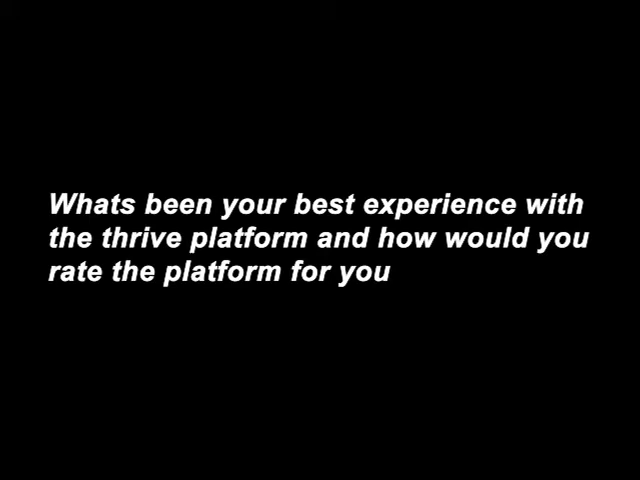 Whats been your best experience with
the thrive platform and how would you
rate the platform for you